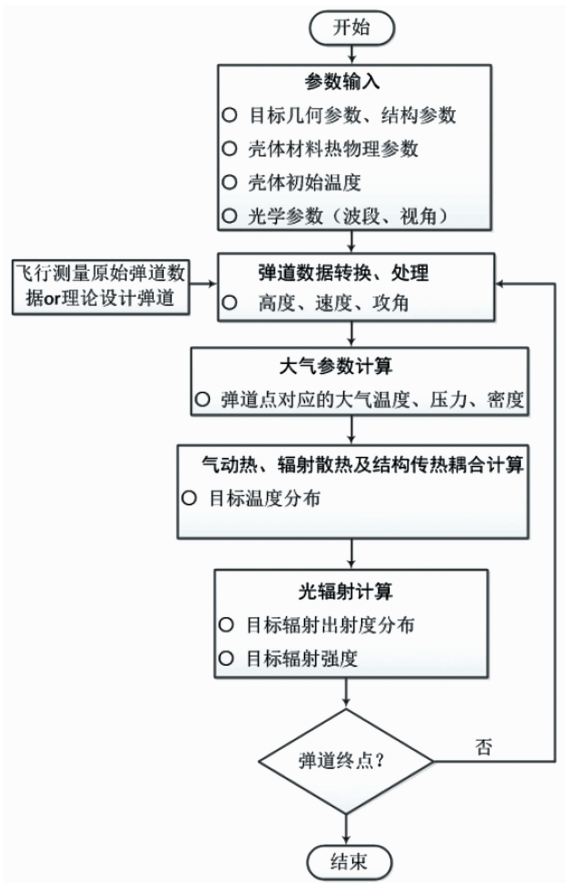 开始
参数输入
○ 目标几何参数、结构参数
○ 壳体材料热物理参数
○ 壳体初始温度
○ 光学参数（波段、视角）
飞行测量原始弹道数
据or理论设计弹道
弹道数据转换、处理
○ 高度、速度、攻角
大气参数计算
○ 弹道点对应的大气温度、压力、密度
气动热、辐射散热及结构传热耦合计算
○ 目标温度分布
光辐射计算
○ 目标辐射出射度分布
○ 目标辐射强度
弹道终点？
否
结束